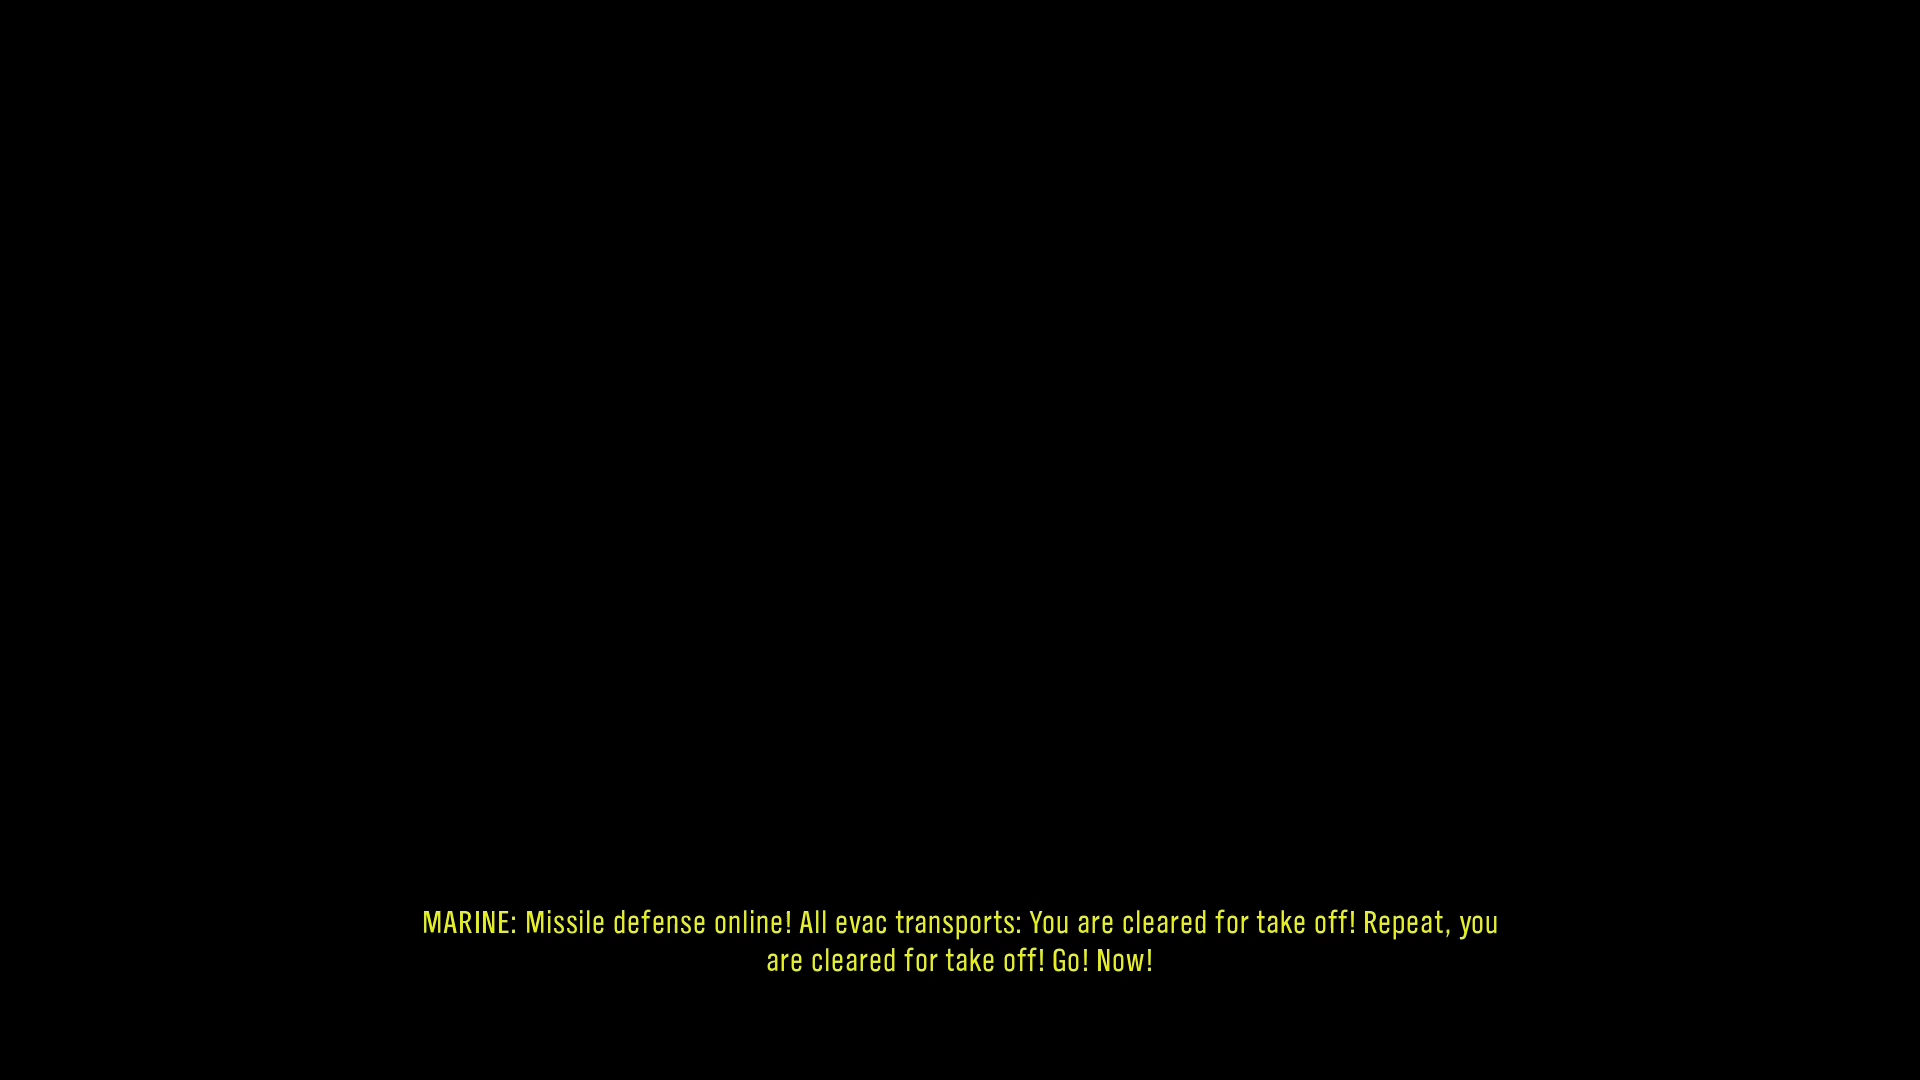 MARINE: Missile defense online! All evac transports: You are cleared for take off! Repeat, you
are cleared for take off! Go! Now!